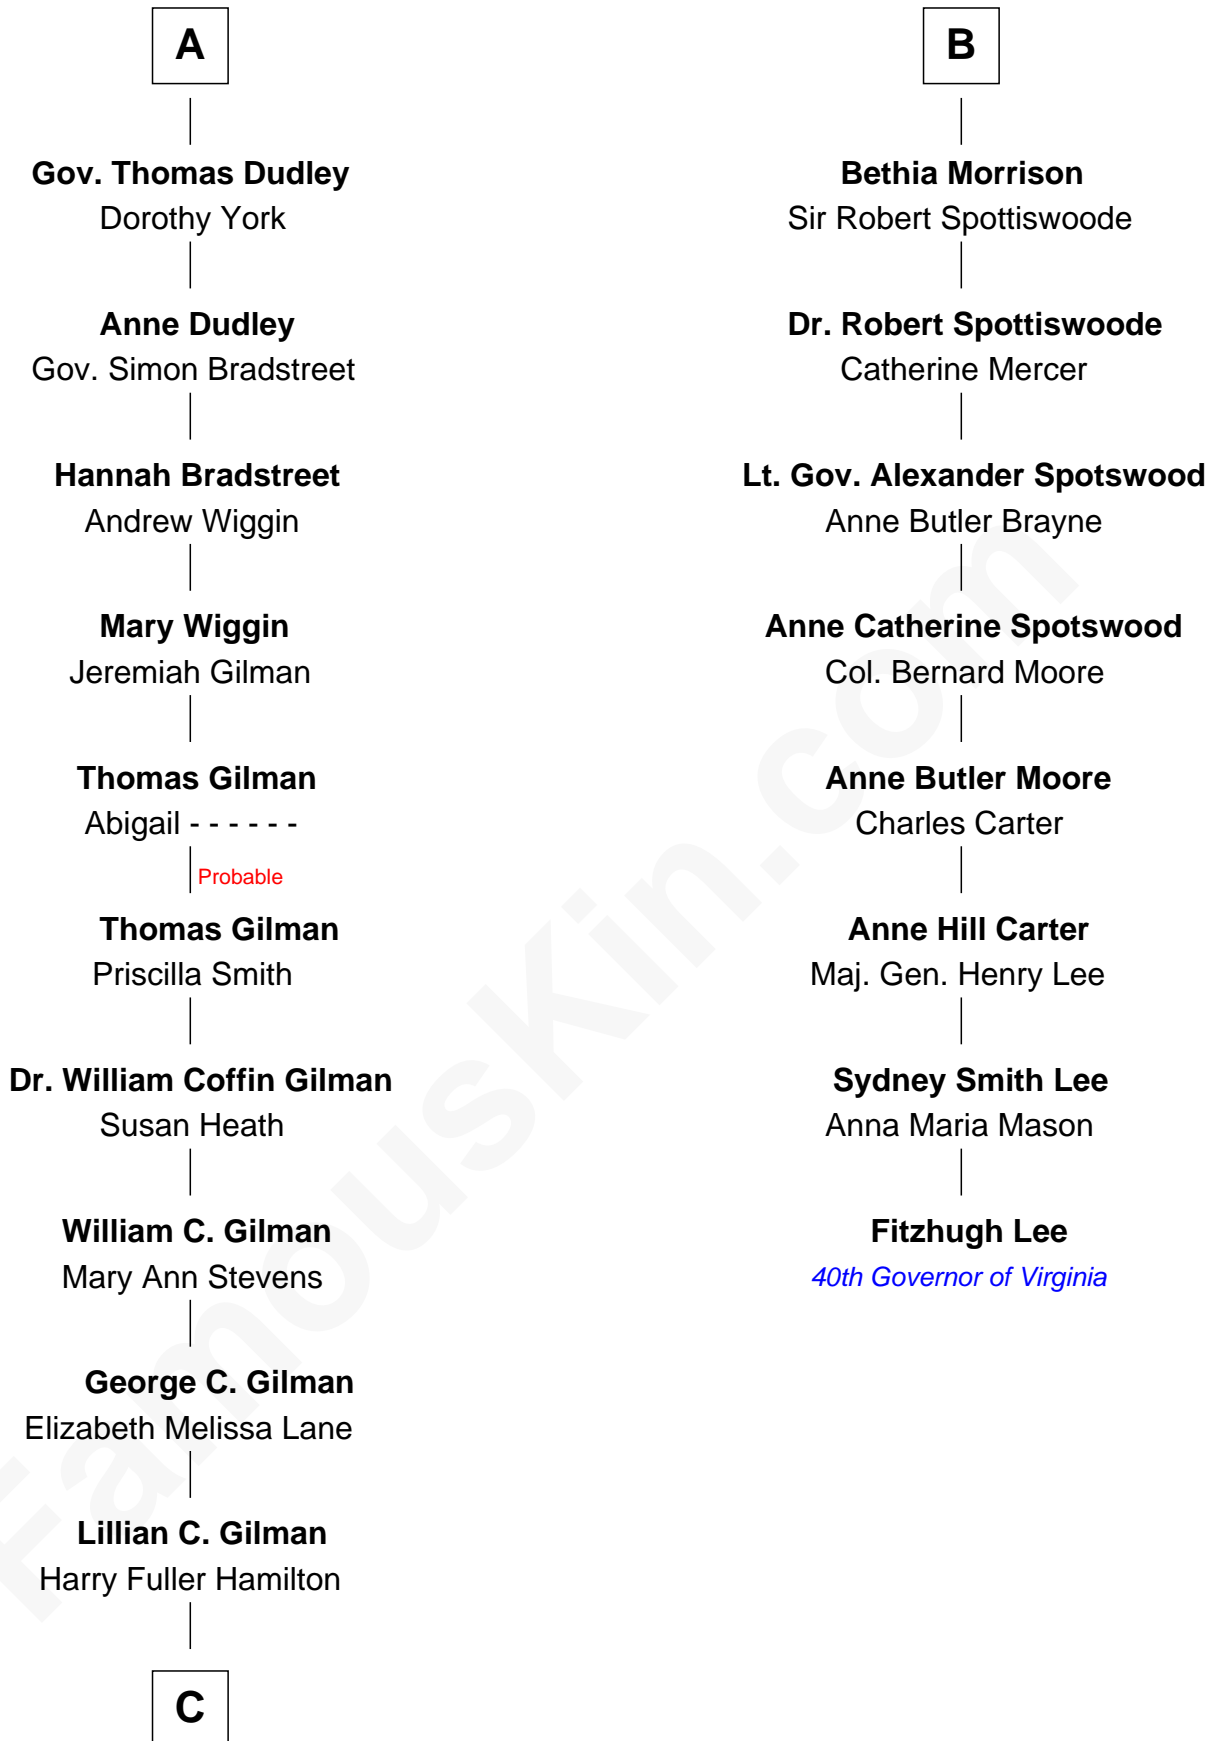 A
Gov. Thomas Dudley
Dorothy York
Anne Dudley
Gov. Simon Bradstreet
Hannah Bradstreet
Andrew Wiggin
Mary Wiggin
Jeremiah Gilman
Thomas Gilman
Abigail - - - - - -
Probable
Thomas Gilman
Priscilla Smith
Dr. William Coffin Gilman
Susan Heath
William C. Gilman
Mary Ann Stevens
George C. Gilman
Elizabeth Melissa Lane
Lillian C. Gilman
Harry Fuller Hamilton
C
B
Bethia Morrison
Sir Robert Spottiswoode
Dr. Robert Spottiswoode
Catherine Mercer
Lt. Gov. Alexander Spotswood
Anne Butler Brayne
Anne Catherine Spotswood
Col. Bernard Moore
Anne Butler Moore
Charles Carter
Anne Hill Carter
Maj. Gen. Henry Lee
Sydney Smith Lee
Anna Maria Mason
Fitzhugh Lee
40th Governor of Virginia
FamousKin.com